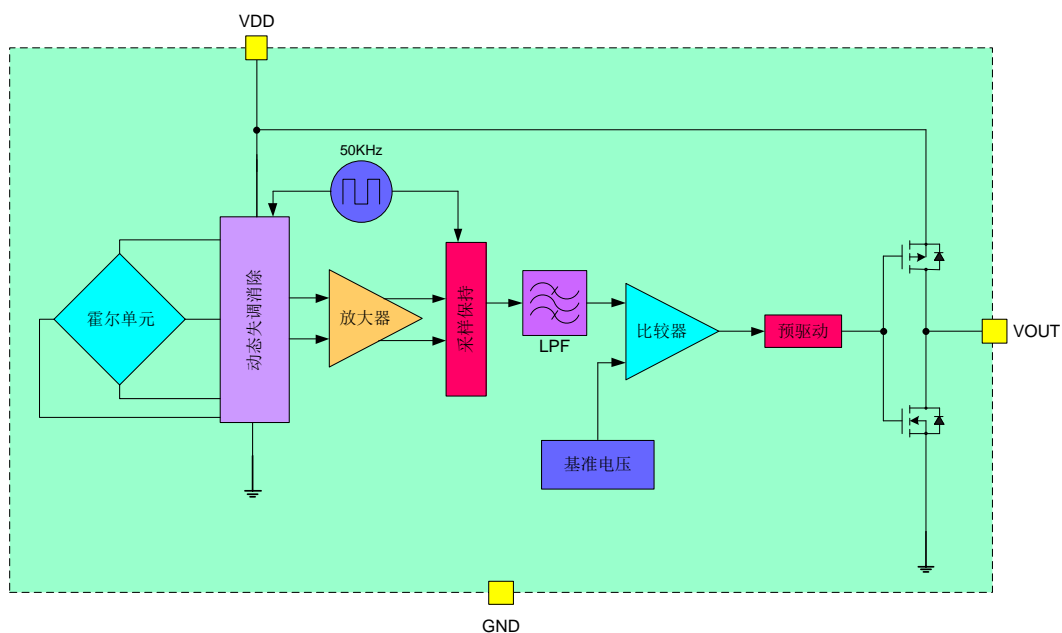 VDD
50KHz
霍尔单元
动态失调消除
放大器
采样保持
LPF
比较器
预驱动
VOUT
基准电压
GND